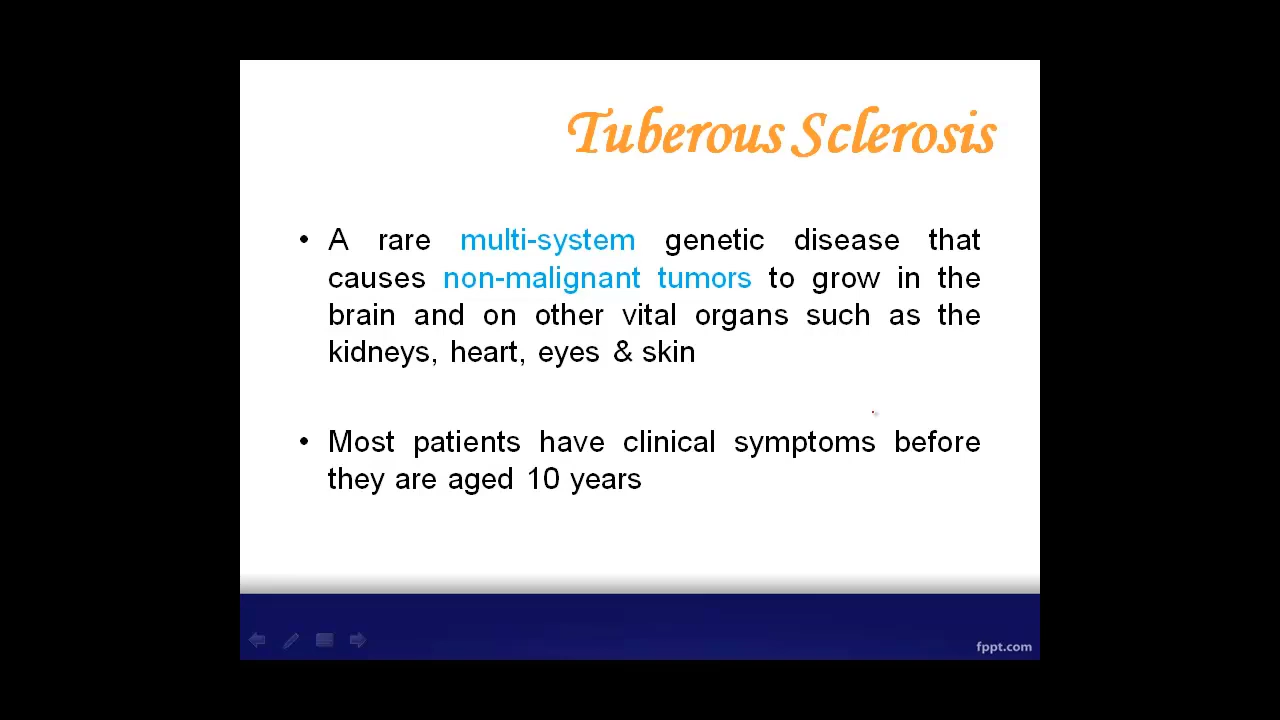 Tuberous Sclerosis
• A rare multi-system genetic disease that
causes non-malignant tumors to grow in the
brain and on other vital organs such as the
kidneys, heart, eyes & skin
• Most patients have clinical symptoms before
they are aged 10 years
fppt.com